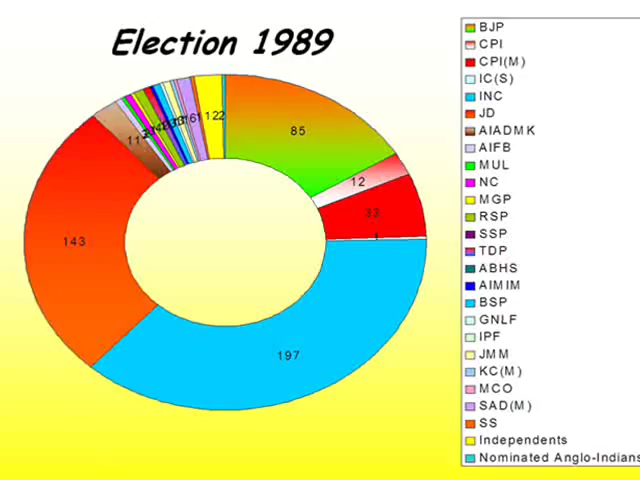 Election 1989
85
12
33
1
197
143
11
6
1
12
2
BJP
CPI
CPI(M)
IC(S)
INC
JD
AIADMK
AIFB
MUL
NC
MGP
RSP
SSP
TDP
ABHS
AIMIM
BSP
GNLF
IPF
JMM
KC(M)
MCO
SAD(M)
SS
Independents
Nominated Anglo-Indians